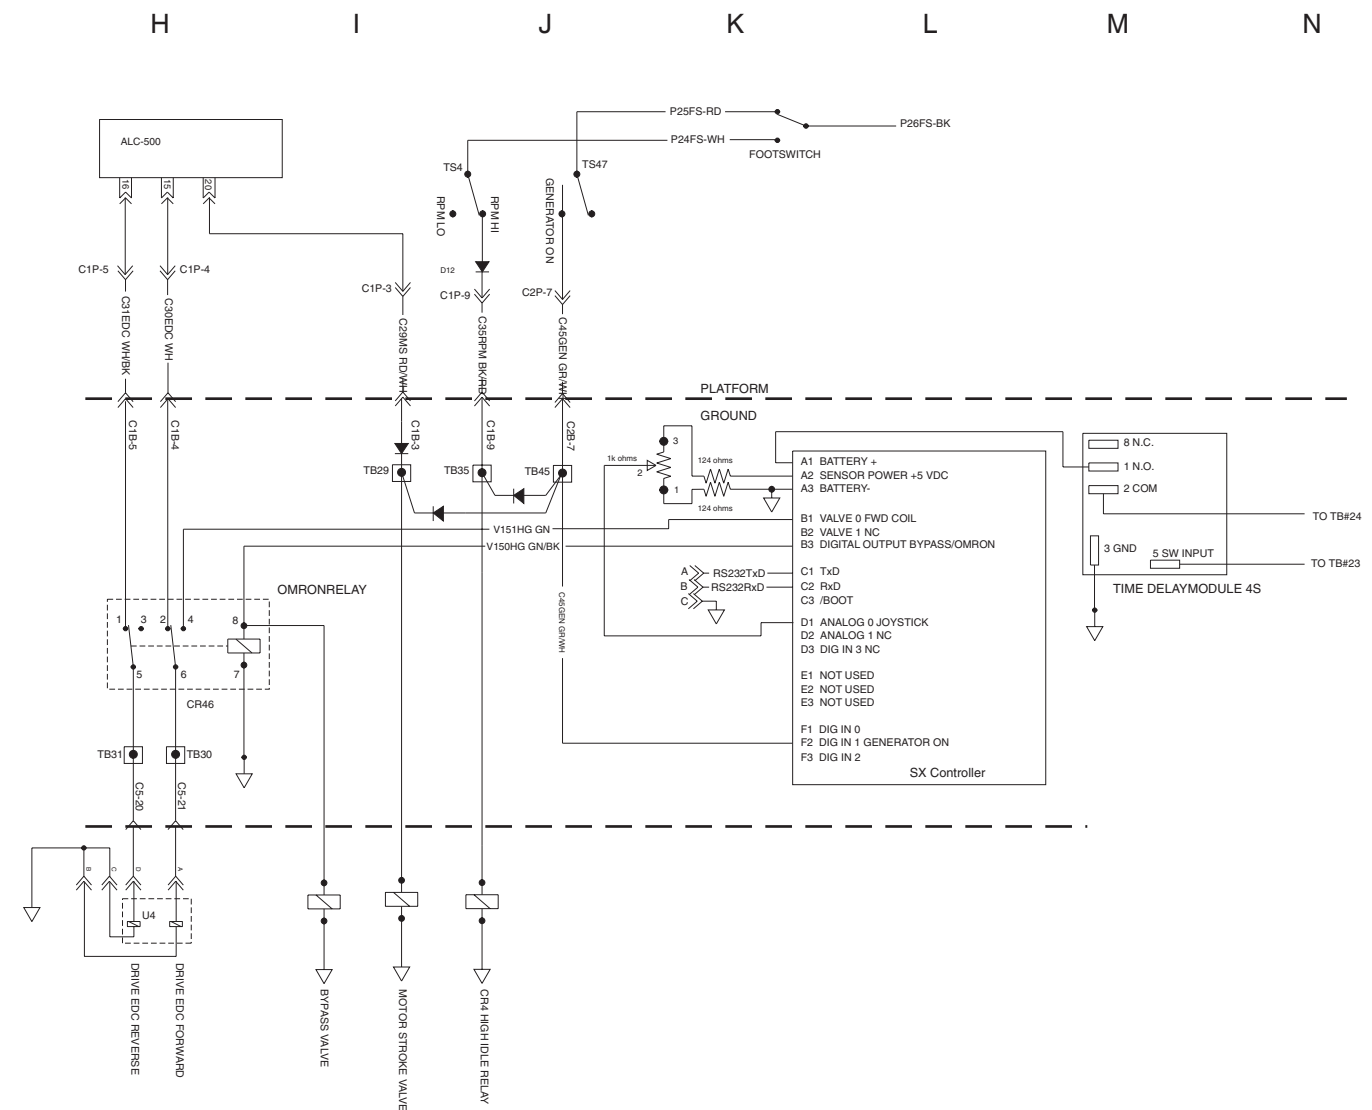 H I J K L M N
ALC-500
16 15 20
P25FS-RD
P26FS-BK
P24FS-WH
FOOTSWITCH
TS4
TS47
RPM LO
RPM HI
GENERATOR ON
D12
C1P-5
C1P-4
C1P-3
C1P-9
C2P-7
C31EDC WH/BK
C30EDC WH
C29MS RD/WH
C35RPM BK/RD
C45GEN GR/WH
PLATFORM
GROUND
C1B-5
C1B-4
C1B-3
C1B-9
C2B-7
TB29
TB35
TB45
3
1k ohms
2
1
124 ohms
124 ohms
A1 BATTERY +
A2 SENSOR POWER +5 VDC
A3 BATTERY-
B1 VALVE 0 FWD COIL
B2 VALVE 1 NC
B3 DIGITAL OUTPUT BYPASS/OMRON
C1 TxD
C2 RxD
C3 /BOOT
D1 ANALOG 0 JOYSTICK
D2 ANALOG 1 NC
D3 DIG IN 3 NC
E1 NOT USED
E2 NOT USED
E3 NOT USED
F1 DIG IN 0
F2 DIG IN 1 GENERATOR ON
F3 DIG IN 2
SX Controller
8 N.C.
1 N.O.
2 COM
3 GND
5 SW INPUT
TIME DELAYMODULE 4S
TO TB#24
TO TB#23
V151HG GN
V150HG GN/BK
A RS232TxD
B RS232RxD
C
C45GEN GR/WH
OMRONRELAY
1 3 2 4 8
5 6 7
CR46
TB31
TB30
C5-20
C5-21
B C D A
U4
DRIVE EDC REVERSE
DRIVE EDC FORWARD
BYPASS VALVE
MOTOR STROKE VALVE
CR4 HIGH IDLE RELAY